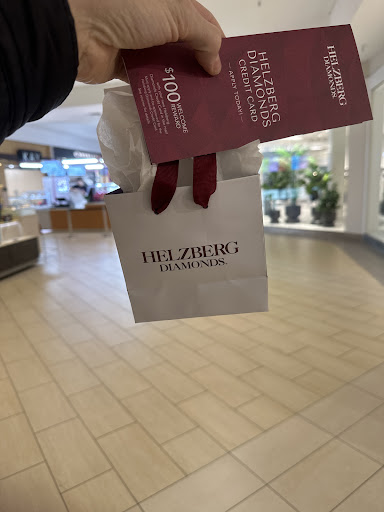 HELZBERG
DIAMONDS
CREDIT CARD
APPLY TODAY!
HELZBERG
DIAMONDS
$100 WELCOME
REWARD
HELZBERG
DIAMONDS